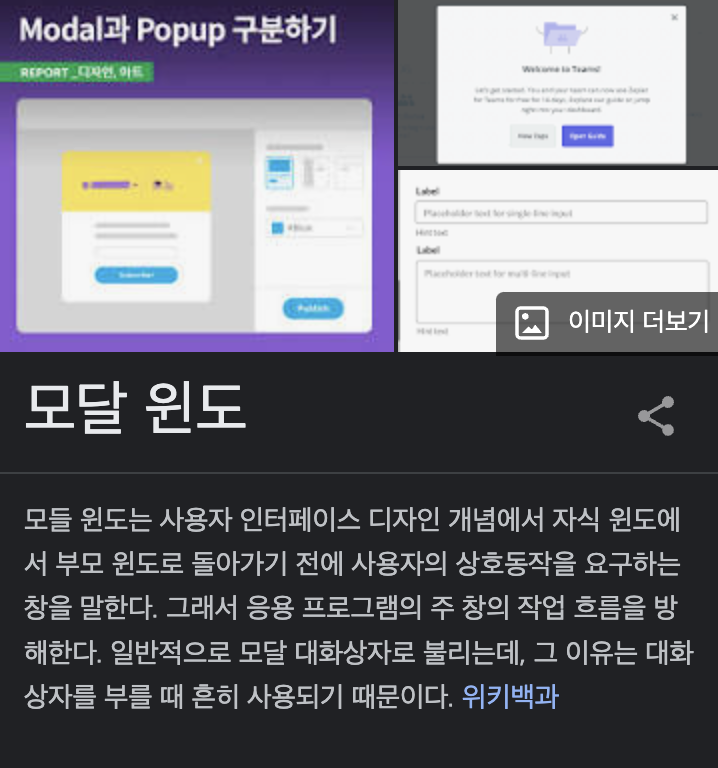 Modal과 Popup 구분하기
REPORT _디자인, 아트
Publish
Welcome to Teams!
Let's get started. You and your team can now use Zeplin
for Teams for free for 14 days. Explore our guide or jump
right into your dashboard.
Open Guide
Label
Placeholder text for single line input
Hint text
Label
Placeholder text for multi-line input
Hint text
이미지 더보기
모달 윈도
모들 윈도는 사용자 인터페이스 디자인 개념에서 자식 윈도에
서 부모 윈도로 돌아가기 전에 사용자의 상호동작을 요구하는
창을 말한다. 그래서 응용 프로그램의 주 창의 작업 흐름을 방
해한다. 일반적으로 모달 대화상자로 불리는데, 그 이유는 대화
상자를 부를 때 흔히 사용되기 때문이다. 위키백과